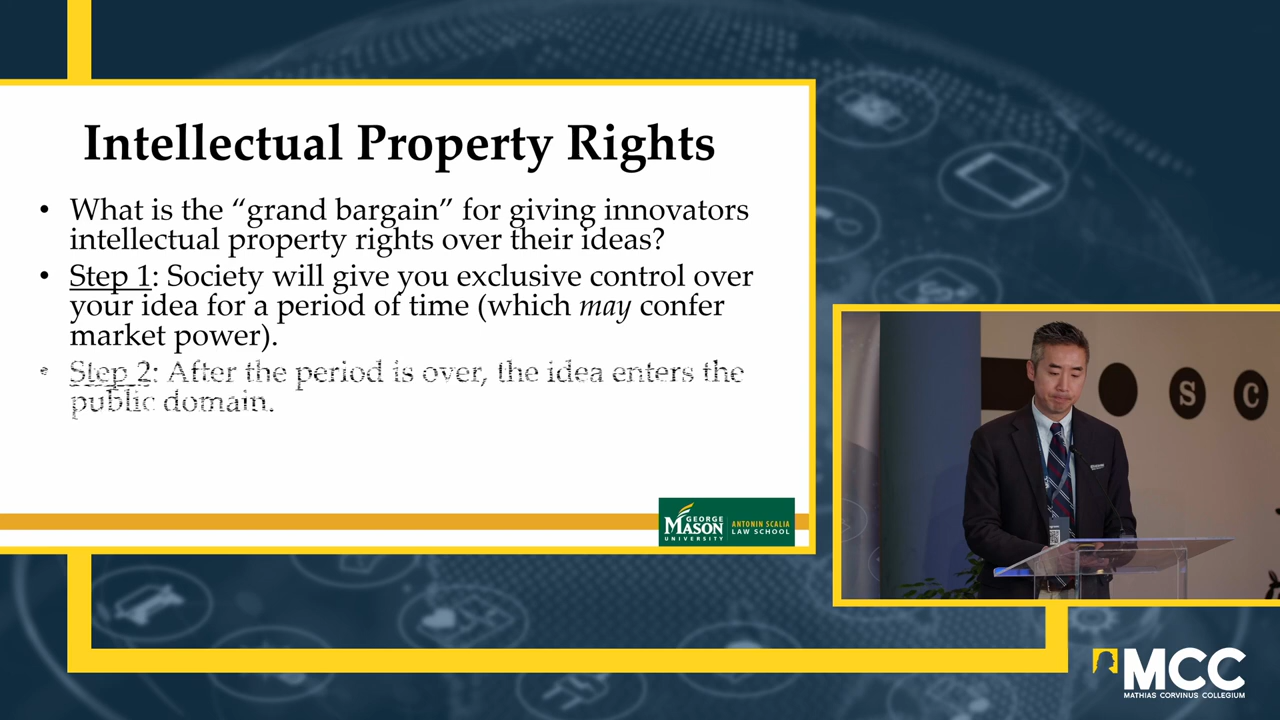 Intellectual Property Rights
• What is the “grand bargain” for giving innovators
intellectual property rights over their ideas?
• Step 1: Society will give you exclusive control over
your idea for a period of time (which may confer
market power).
• Step 2: After the period is over, the idea enters the
public domain.
GEORGE
MASON
UNIVERSITY
ANTONIN SCALIA
LAW SCHOOL
S C
MCC
MATHIAS CORVINUS COLLEGIUM